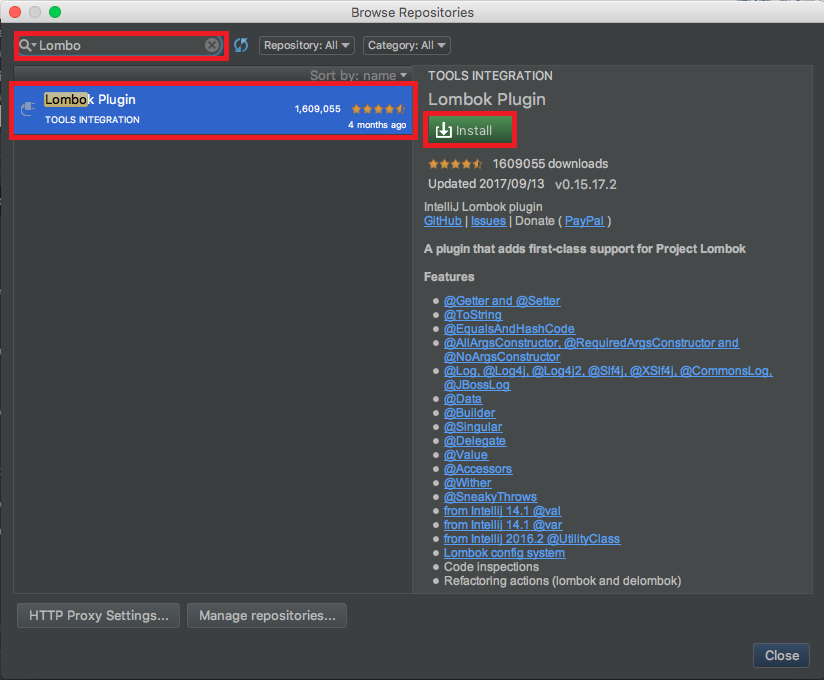 Browse Repositories
Lombo
Repository: All
Category: All
Sort by: name
Lombok Plugin
TOOLS INTEGRATION
1,609,055
4 months ago
TOOLS INTEGRATION
Lombok Plugin
Install
1609055 downloads
Updated 2017/09/13 v0.15.17.2
IntelliJ Lombok plugin
GitHub | Issues | Donate ( PayPal )
A plugin that adds first-class support for Project Lombok
Features
@Getter and @Setter
@ToString
@EqualsAndHashCode
@AllArgsConstructor, @RequiredArgsConstructor and
@NoArgsConstructor
@Log, @Log4j, @Log4j2, @Slf4j, @XSlf4j, @CommonsLog,
@JBossLog
@Data
@Builder
@Singular
@Delegate
@Value
@Accessors
@Wither
@SneakyThrows
from Intellij 14.1 @val
from Intellij 14.1 @var
from Intellij 2016.2 @UtilityClass
Lombok config system
Code inspections
Refactoring actions (lombok and delombok)
HTTP Proxy Settings...
Manage repositories...
Close